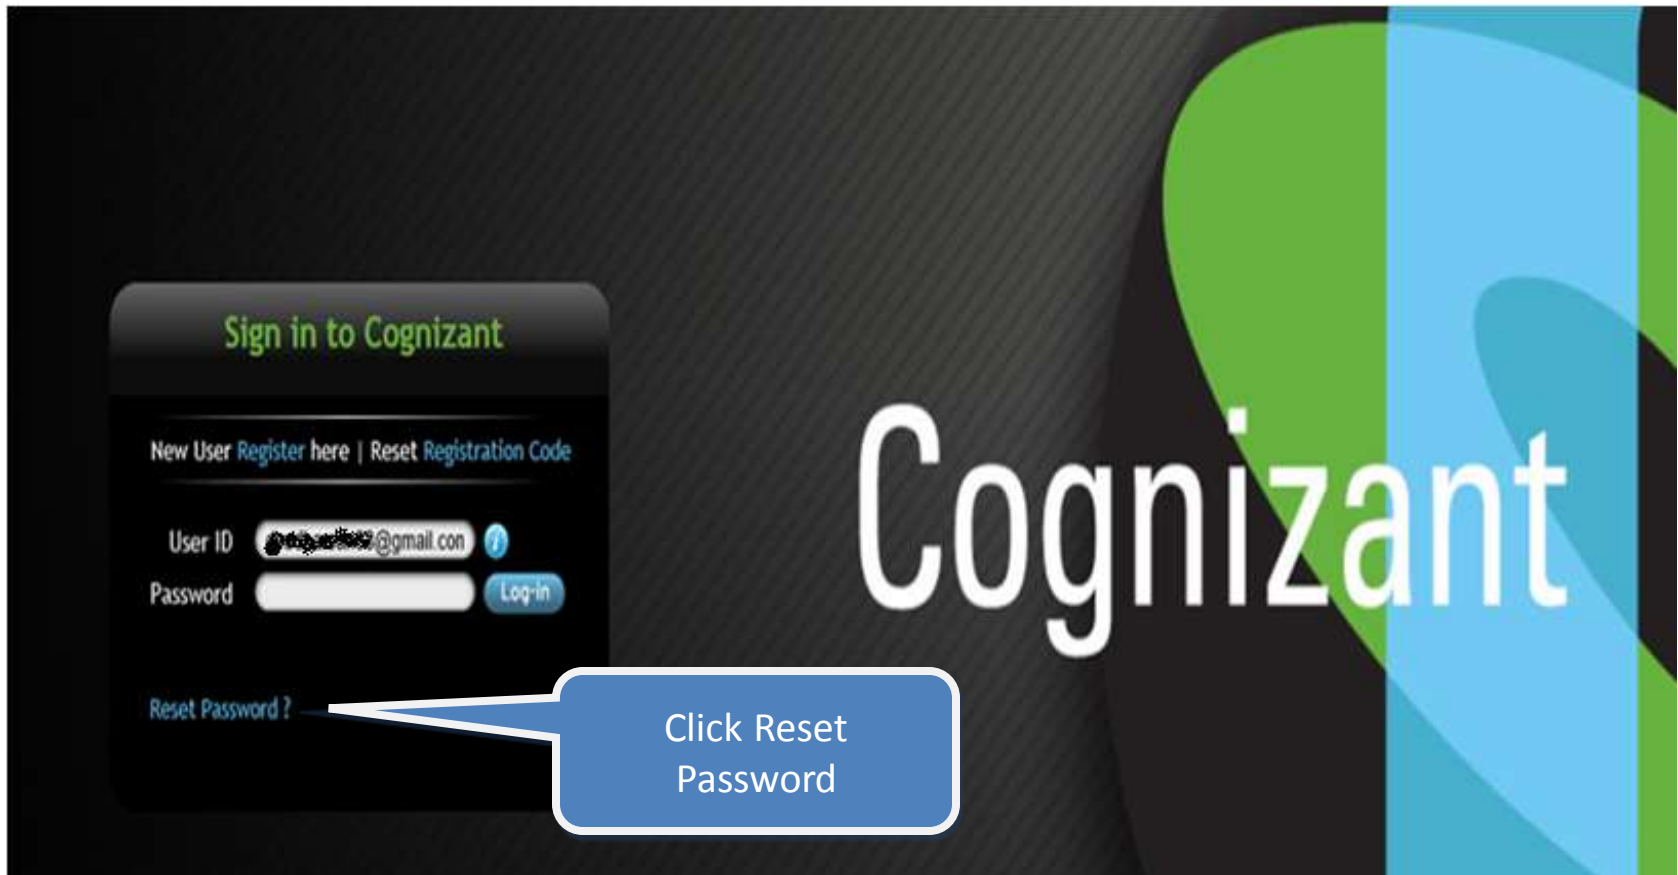 Sign in to Cognizant
New User Register here | Reset Registration Code
User ID @gmail.con
Password Log-in
Cognizant
Reset Password ?
Click Reset
Password